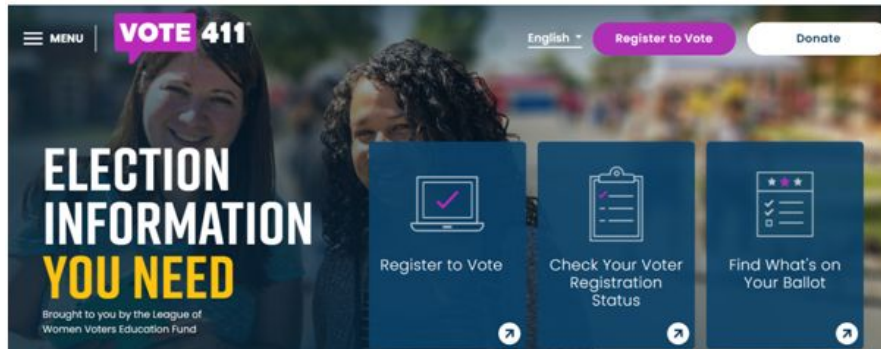 MENU
VOTE 411
English
Register to Vote
Donate
ELECTION
INFORMATION
YOU NEED
Brought to you by the League of
Women Voters Education Fund
Register to Vote
Check Your Voter
Registration
Status
Find What's on
Your Ballot